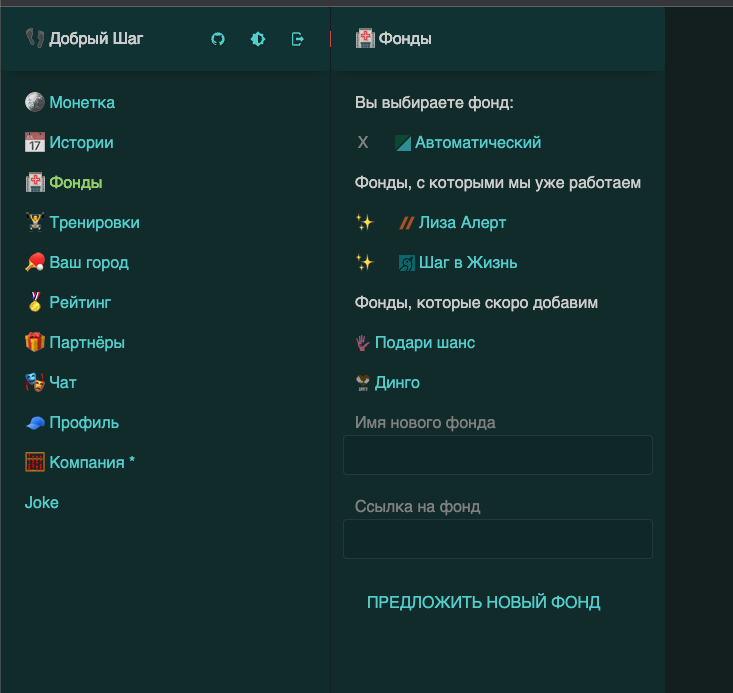 Добрый Шаг
Монетка
17 Истории
Фонды
Тренировки
Ваш город
Рейтинг
Партнёры
Чат
Профиль
Компания *
Joke
Фонды
Вы выбираете фонд:
X Автоматический
Фонды, с которыми мы уже работаем
Лиза Алерт
Шаг в Жизнь
Фонды, которые скоро добавим
Подари шанс
Динго
Имя нового фонда
Ссылка на фонд
ПРЕДЛОЖИТЬ НОВЫЙ ФОНД